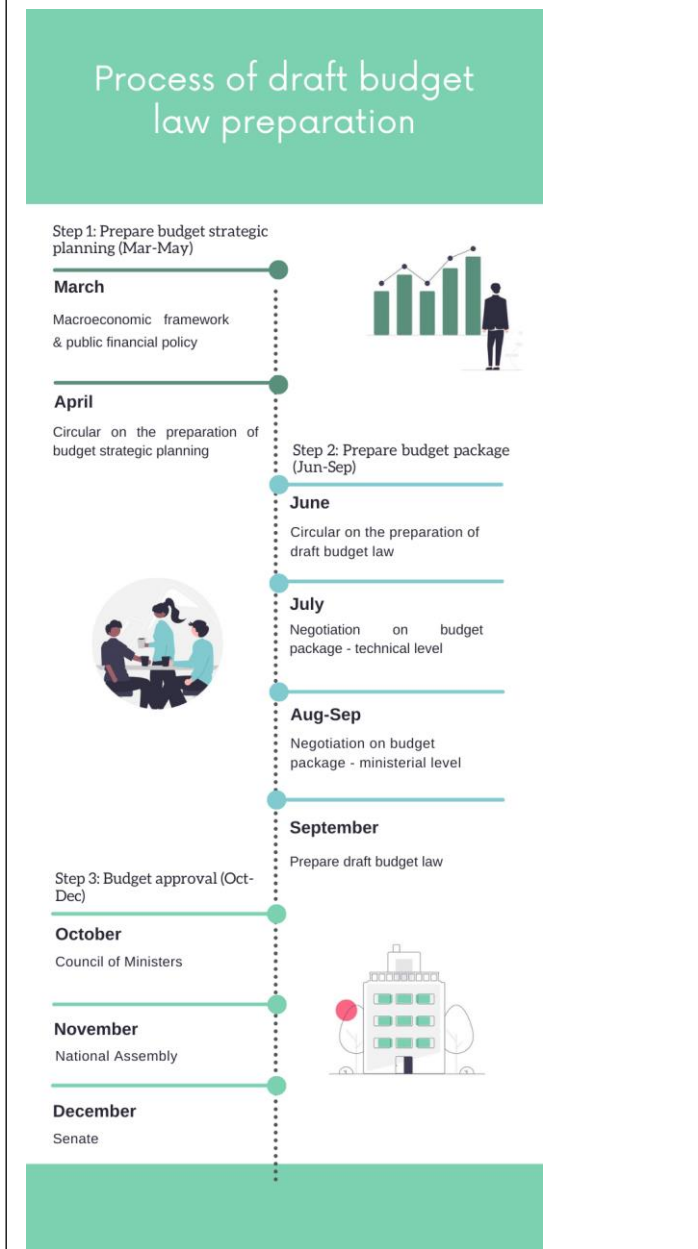 Process of draft budget
law preparation
Step 1: Prepare budget strategic
planning (Mar-May)
March
Macroeconomic framework
& public financial policy
April
Circular on the preparation of
budget strategic planning
Step 2: Prepare budget package
(Jun-Sep)
June
Circular on the preparation of
draft budget law
July
Negotiation on budget
package - technical level
Aug-Sep
Negotiation on budget
package - ministerial level
September
Prepare draft budget law
Step 3: Budget approval (Oct-
Dec)
October
Council of Ministers
November
National Assembly
December
Senate